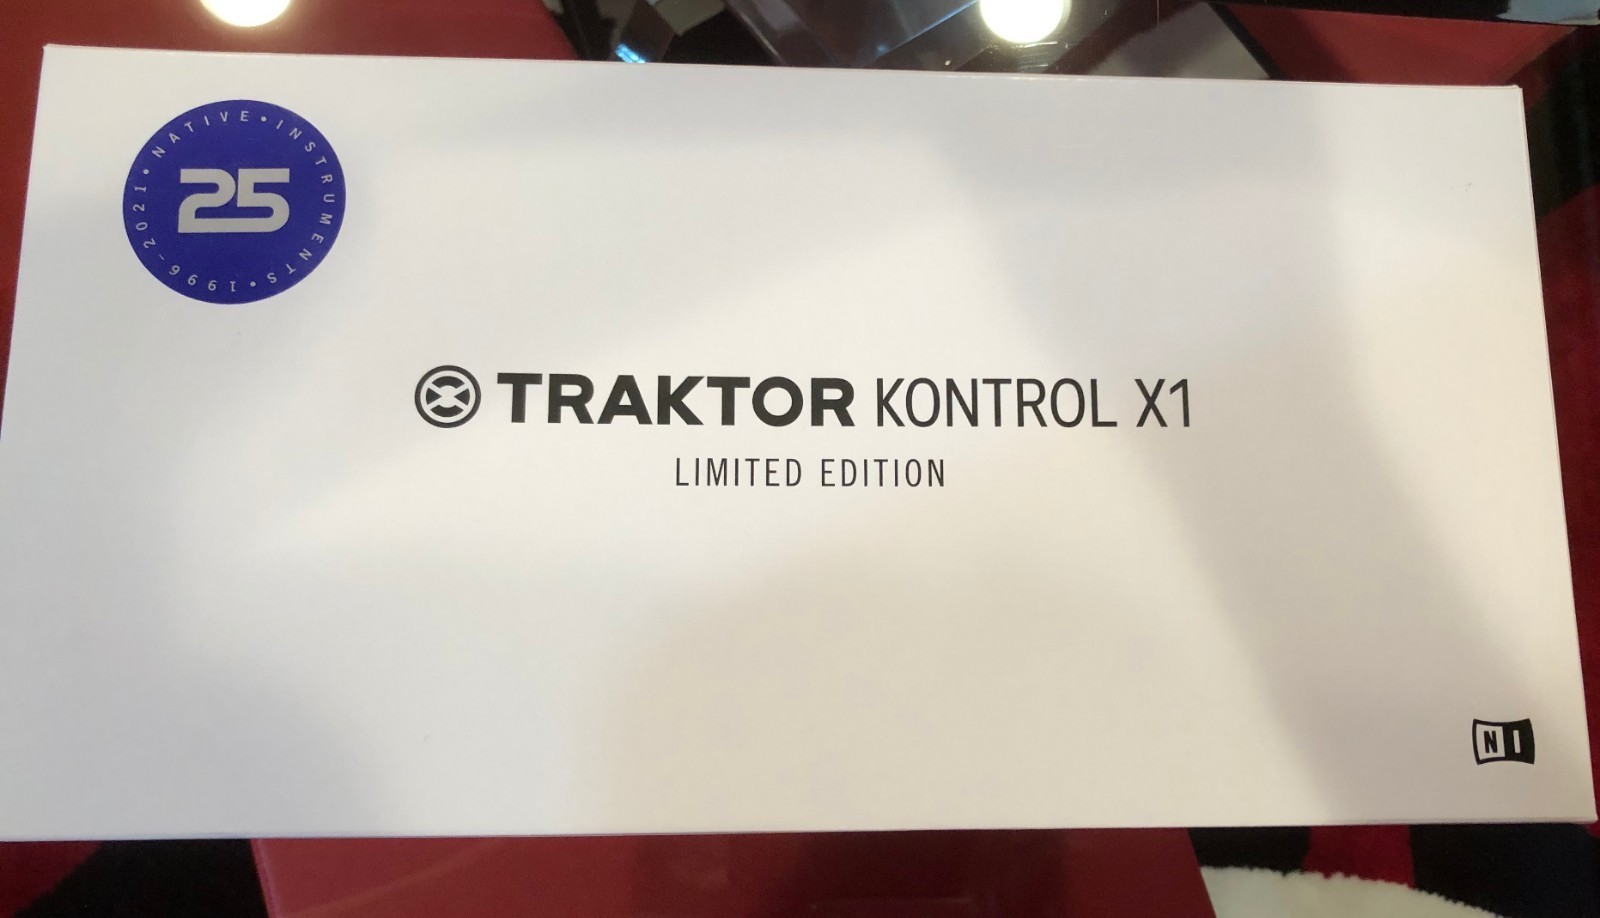 • NATIVE • INSTRUMENTS • 1996-2021
25
TRAKTOR KONTROL X1
LIMITED EDITION
NI